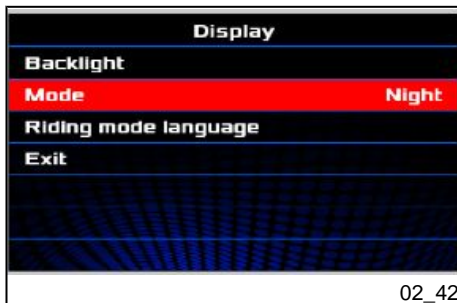 Display
Backlight
Mode Night
Riding mode language
Exit
02_42